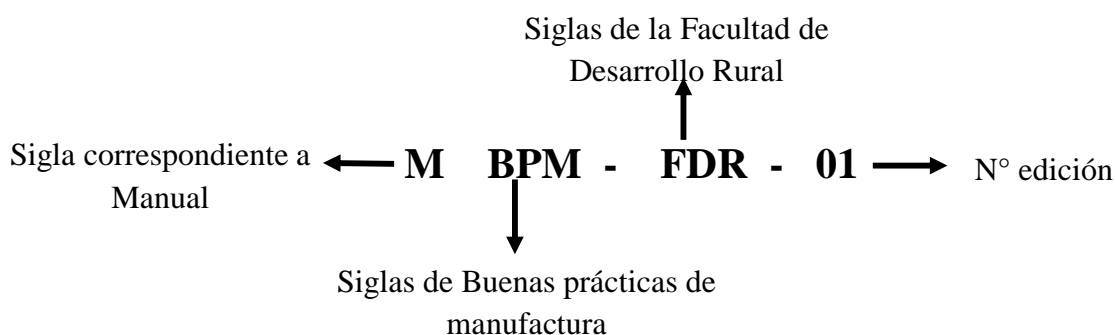 Siglas de la Facultad de
Desarrollo Rural
Sigla correspondiente a
Manual
M BPM - FDR - 01
N° edición
Siglas de Buenas prácticas de
manufactura